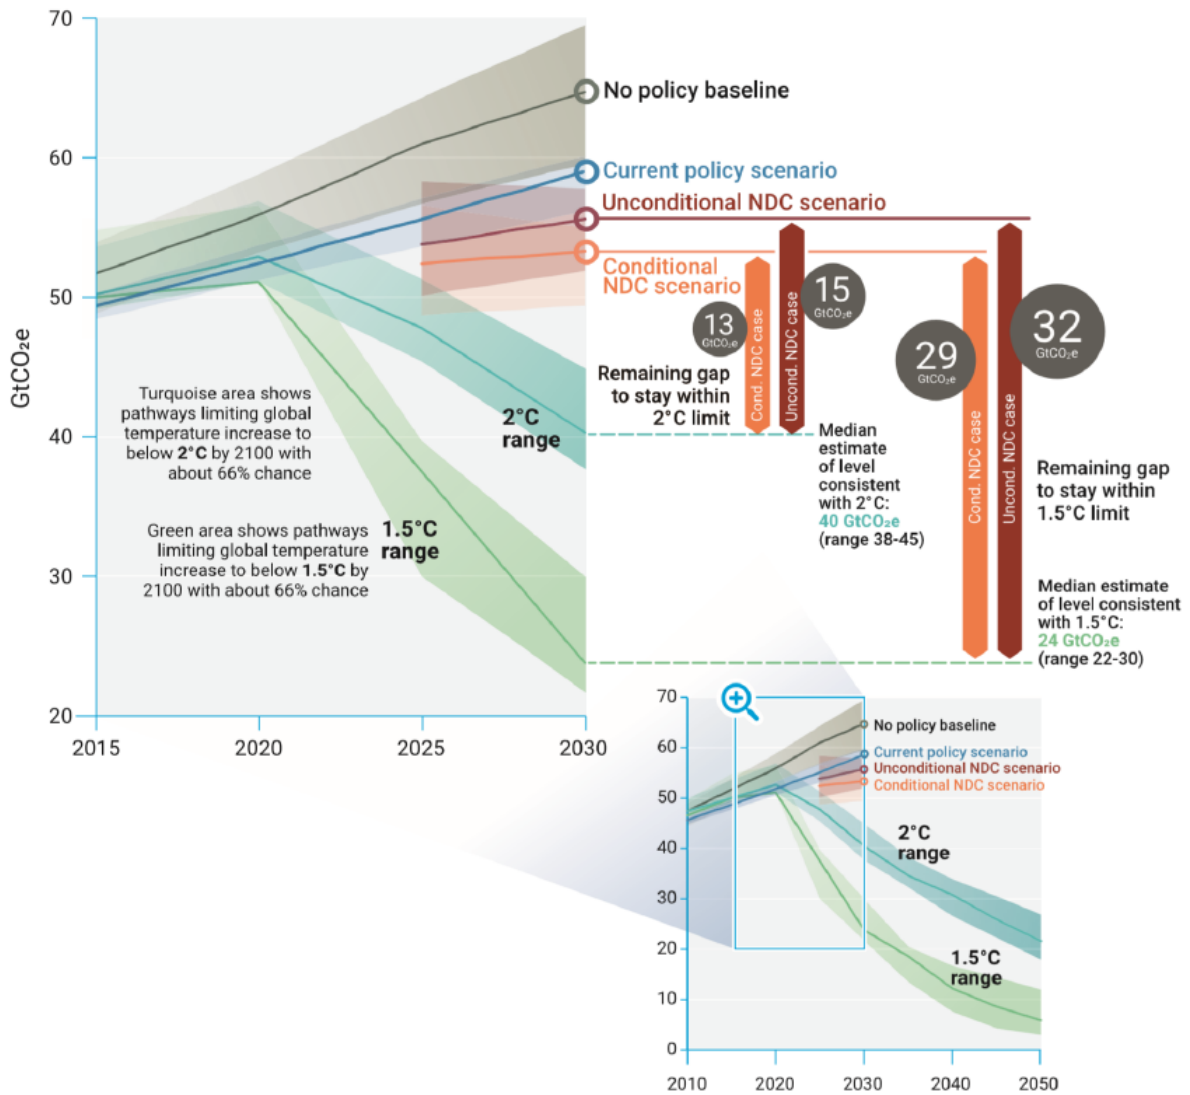 70
60
50
40
30
20
GtCO₂e
2015
2020
2025
2030
No policy baseline
Current policy scenario
Unconditional NDC scenario
Conditional
NDC scenario
Turquoise area shows
pathways limiting global
temperature increase to
below 2°C by 2100 with
about 66% chance
Green area shows pathways
limiting global temperature
increase to below 1.5°C by
2100 with about 66% chance
2°C
range
1.5°C
range
13
GtCO₂e
15
GtCO₂e
Cond. NDC case
Uncond. NDC case
Remaining gap
to stay within
2°C limit
Median
estimate
of level
consistent
with 2°C:
40 GtCO₂e
(range 38-45)
29
GtCO₂e
32
GtCO₂e
Cond. NDC case
Uncond. NDC case
Remaining gap
to stay within
1.5°C limit
Median estimate
of level consistent
with 1.5°C:
24 GtCO₂e
(range 22-30)
70
60
50
40
30
20
10
0
2010
2020
2030
2040
2050
No policy baseline
Current policy scenario
Unconditional NDC scenario
Conditional NDC scenario
2°C
range
1.5°C
range